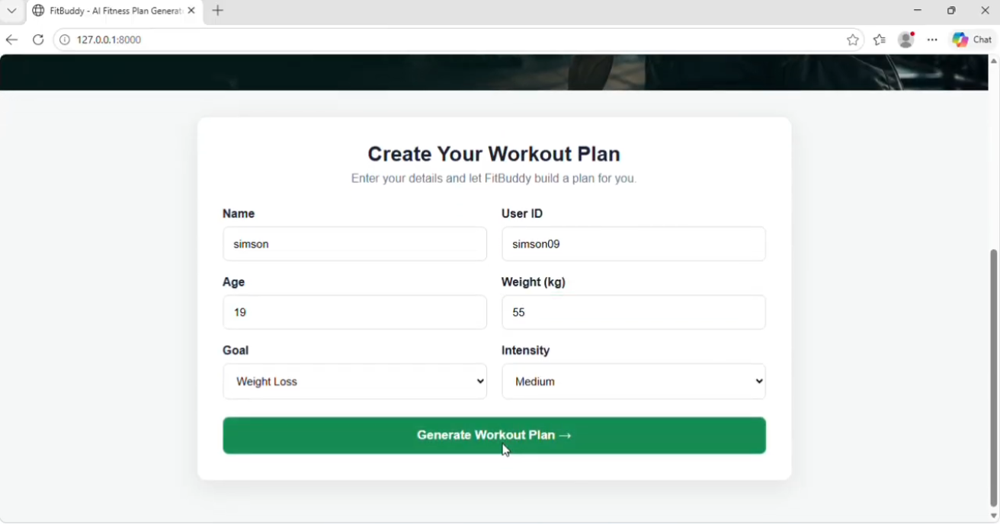 FitBuddy - AI Fitness Plan Generat
127.0.0.1:8000
Chat
Create Your Workout Plan
Enter your details and let FitBuddy build a plan for you.
Name
User ID
simson
simson09
Age
Weight (kg)
19
55
Goal
Intensity
Weight Loss
Medium
Generate Workout Plan →